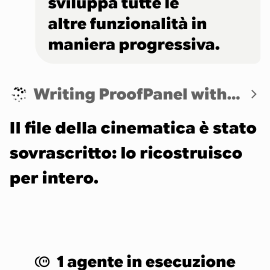 sviluppa tutte le
altre funzionalità in
maniera progressiva.
Writing ProofPanel with...
Il file della cinematica è stato
sovrascritto: lo ricostruisco
per intero.
1 agente in esecuzione